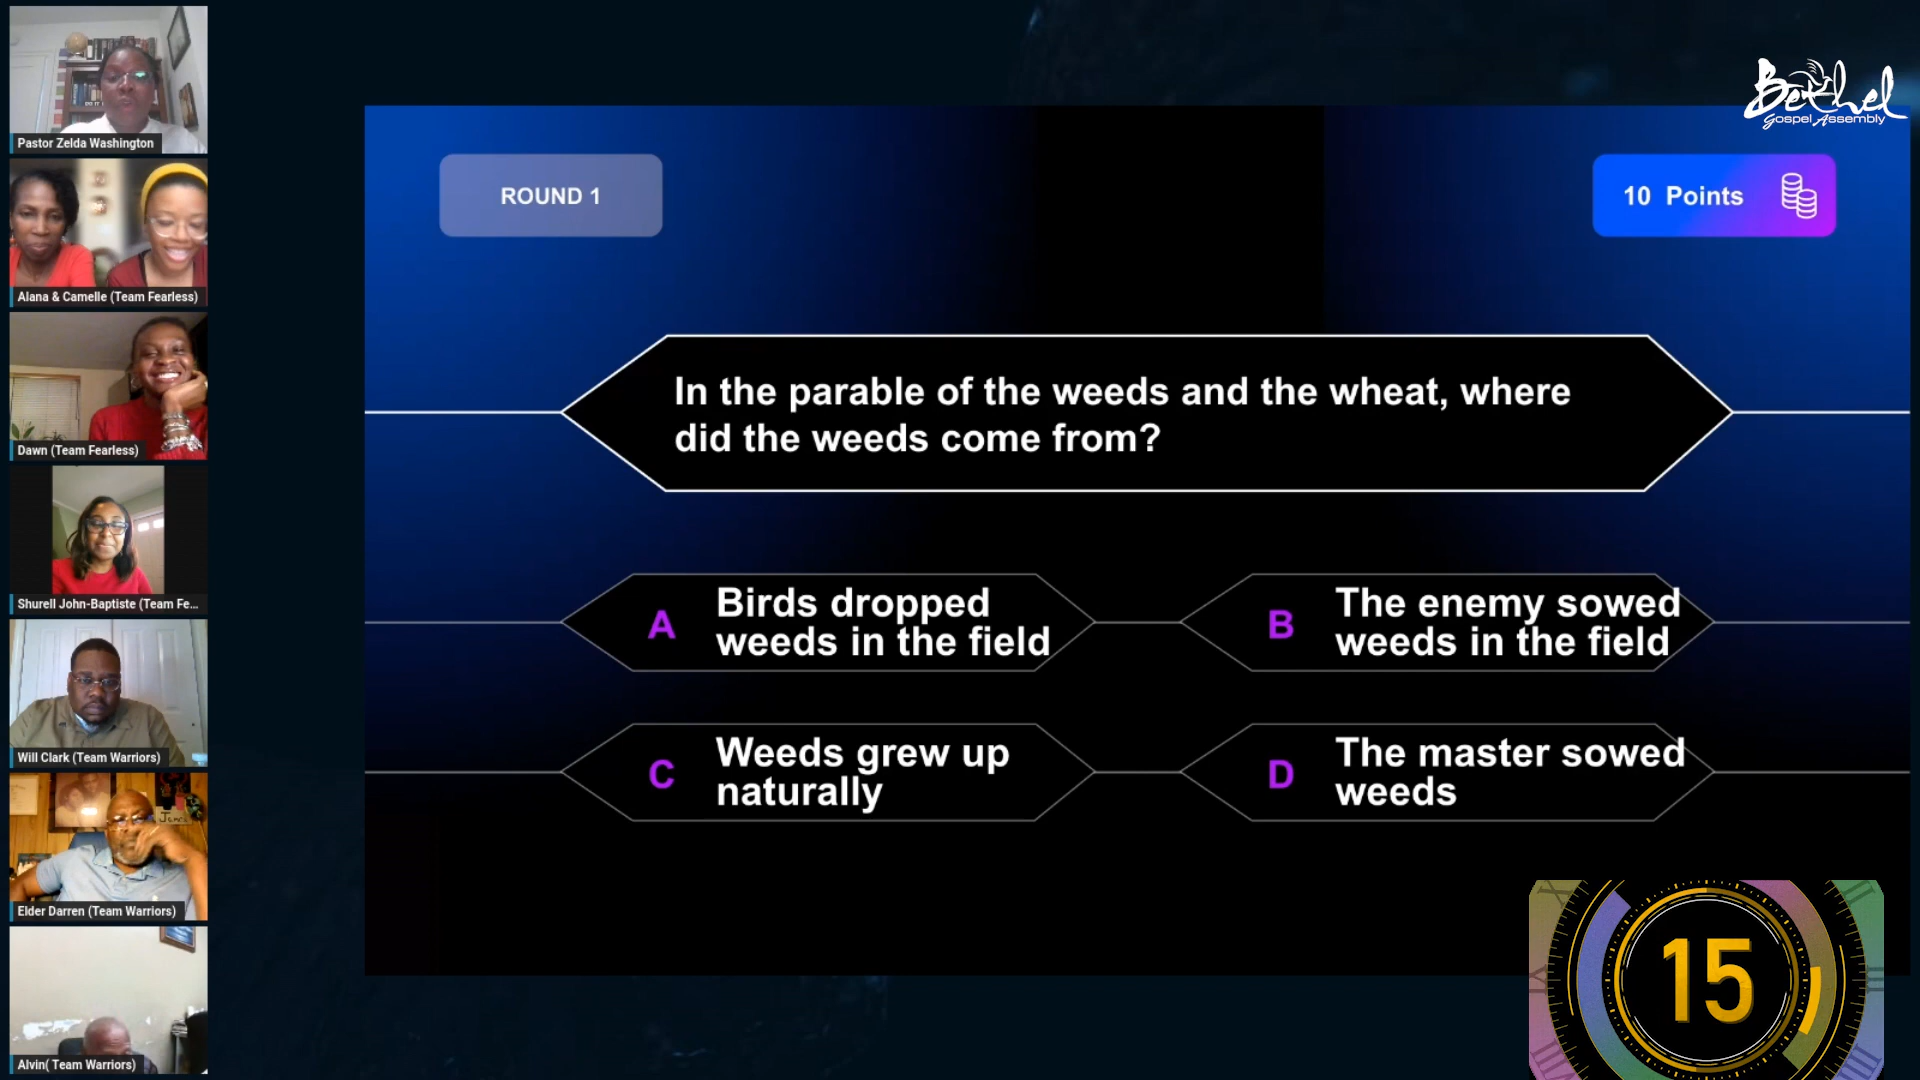 Pastor Zelda Washington
Alana & Camelle (Team Fearless)
Dawn (Team Fearless)
Shurell John-Baptiste (Team Fe...
Will Clark (Team Warriors)
Elder Darren (Team Warriors)
Alvin( Team Warriors)
Bethel
Gospel Assembly
ROUND 1
10 Points
In the parable of the weeds and the wheat, where
did the weeds come from?
A Birds dropped
weeds in the field
B The enemy sowed
weeds in the field
C Weeds grew up
naturally
D The master sowed
weeds
15